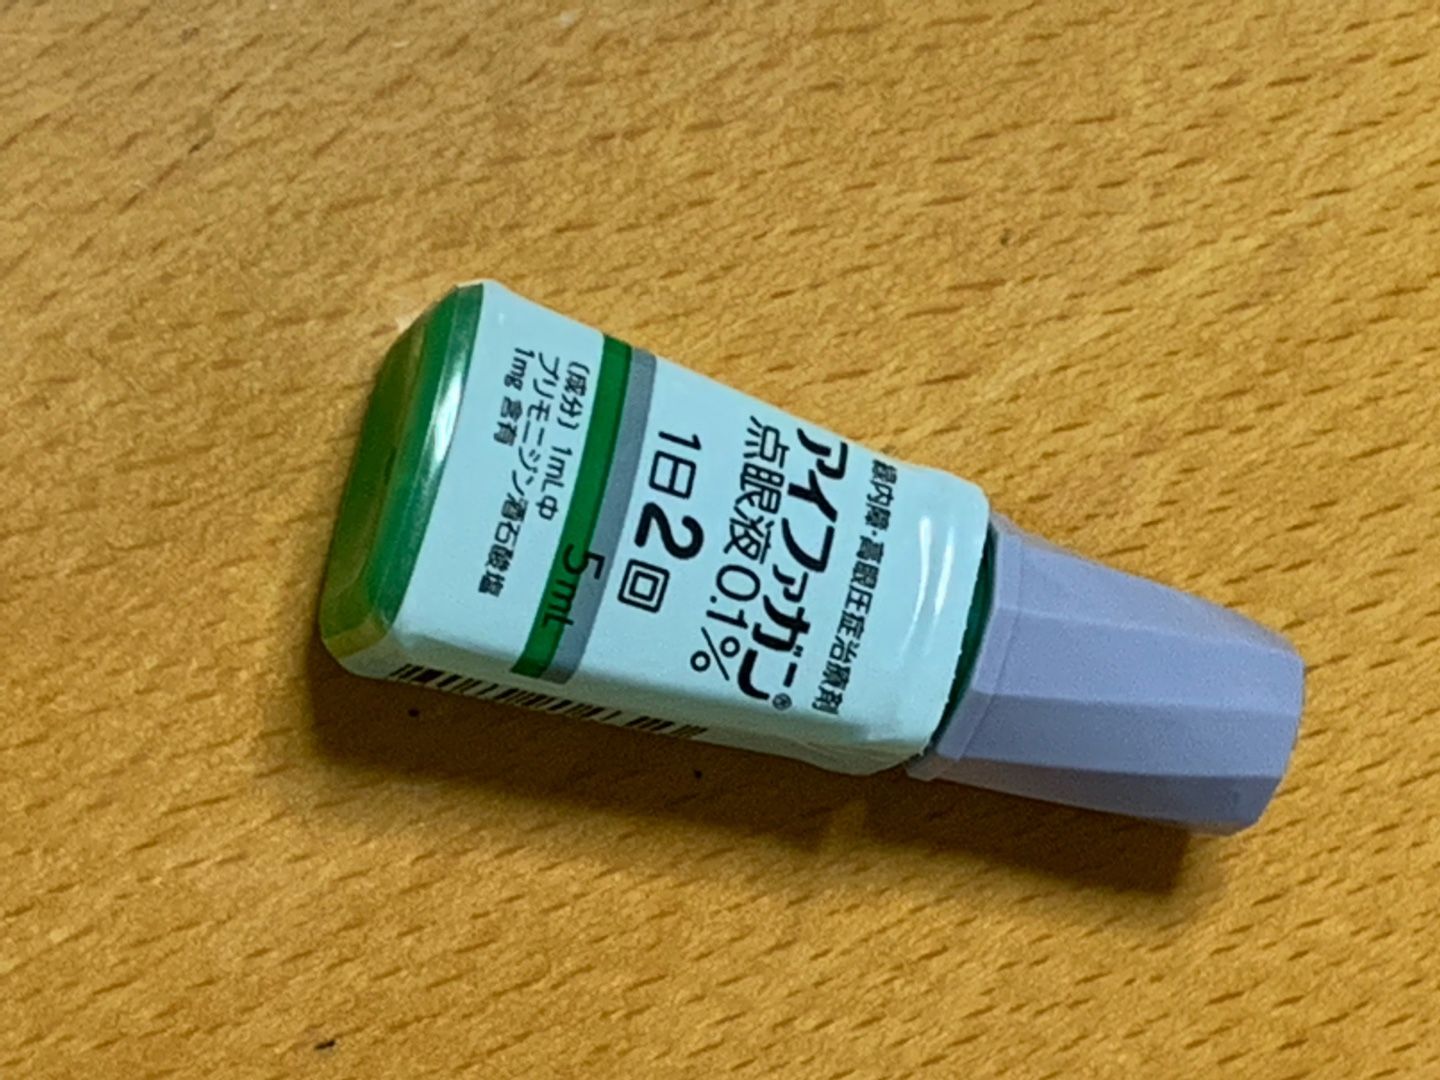 緑内障・高眼圧症治療剤
アイファガン®
点眼液0.1%
1日2回
5mL
(成分) 1mL中
ブリモニジン酒石酸塩
1mg 含有